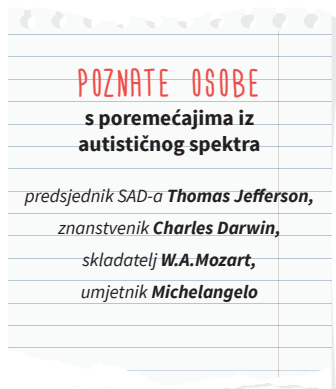 POZNATE OSOBE
s poremećajima iz
autističnog spektra
predsjednik SAD-a Thomas Jefferson,
znanstvenik Charles Darwin,
skladatelj W.A.Mozart,
umjetnik Michelangelo